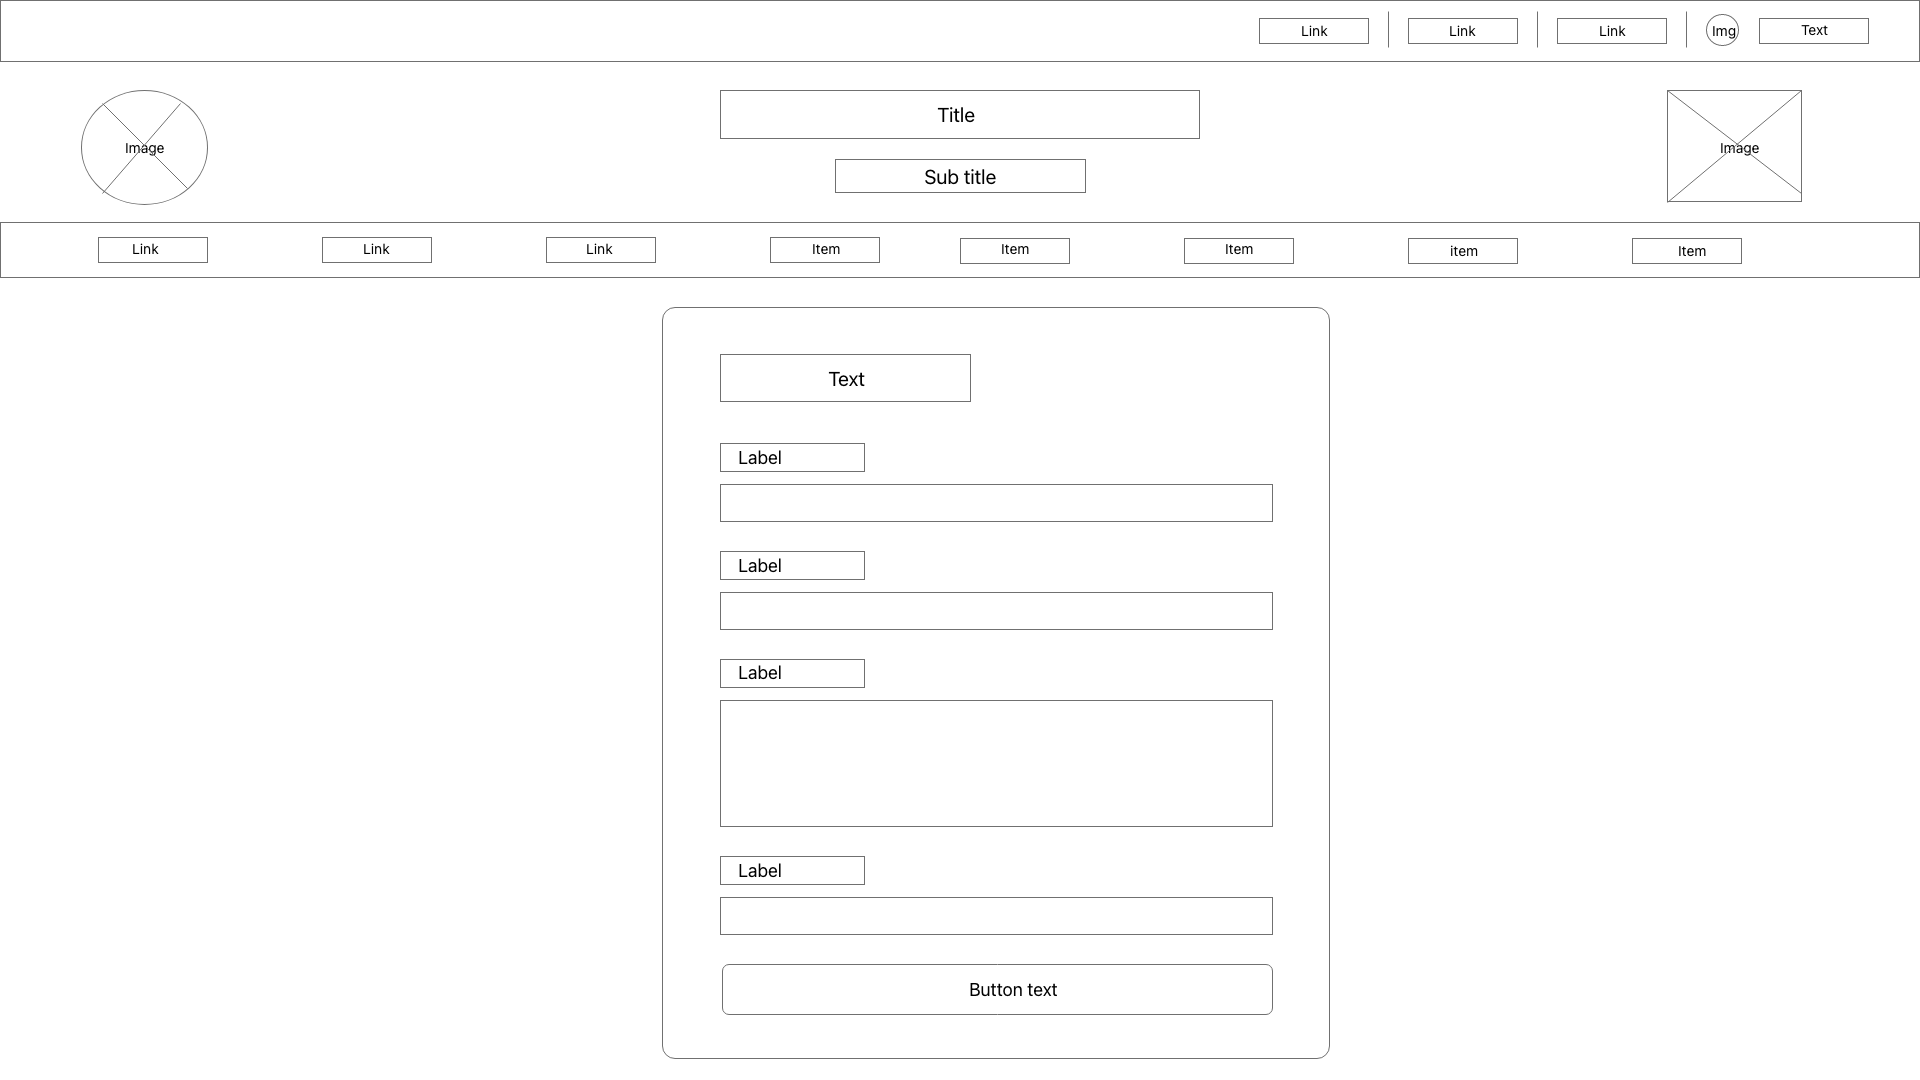 Link
Link
Link
Img
Text
Image
Title
Sub title
Image
Link
Link
Link
Item
Item
Item
item
Item
Text
Label
Label
Label
Label
Button text